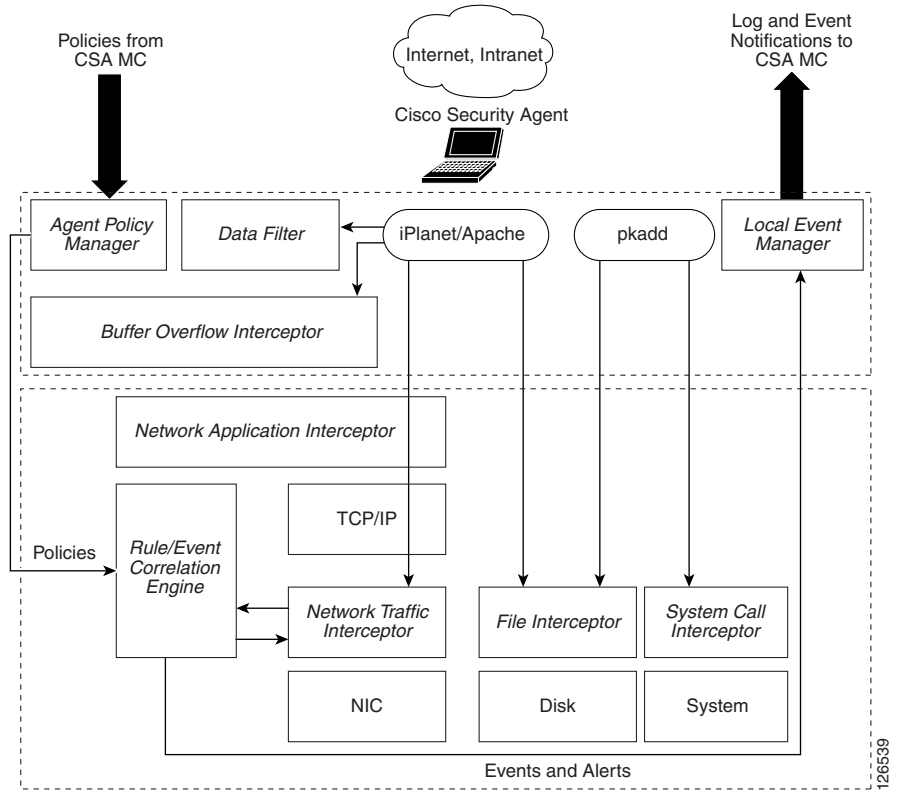 Policies from
CSA MC
Internet, Intranet
Log and Event
Notifications to
CSA MC
Cisco Security Agent
Agent Policy
Manager
Data Filter
iPlanet/Apache
pkadd
Local Event
Manager
Buffer Overflow Interceptor
Network Application Interceptor
Policies
Rule/Event
Correlation
Engine
TCP/IP
Network Traffic
Interceptor
File Interceptor
System Call
Interceptor
NIC
Disk
System
Events and Alerts
126539